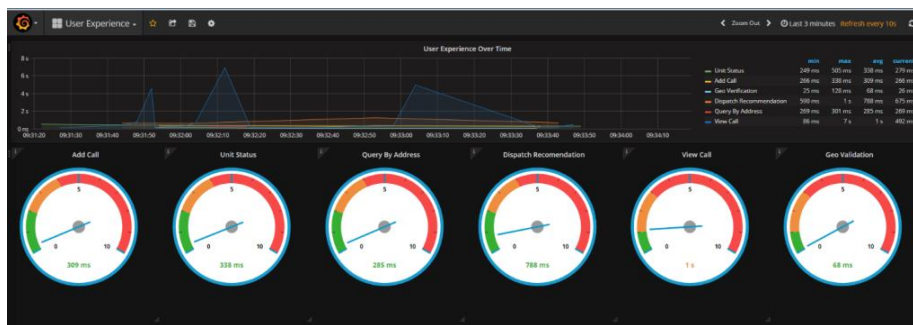 User Experience
Zoom Out
Last 3 minutes Refresh every 10s
User Experience Over Time
8 s
6 s
4 s
2 s
0 ms
09:31:20 09:31:30 09:31:40 09:31:50 09:32:00 09:32:10 09:32:20 09:32:30 09:32:40 09:32:50 09:33:00 09:33:10 09:33:20 09:33:30 09:33:40 09:33:50 09:34:00 09:34:10
min max avg current
Unit Status 249 ms 505 ms 338 ms 279 m
Add Call 266 ms 338 ms 309 ms 266 m
Geo Verification 25 ms 128 ms 68 ms 26 m
Dispatch Recommendation 590 ms 1 s 788 ms 675 m
Query By Address 269 ms 301 ms 285 ms 269 m
View Call 86 ms 7 s 1 s 492 m
Add Call
Unit Status
Query By Address
Dispatch Recomendation
View Call
Geo Validation
5 5 5 5 5 5
0 10 0 10 0 10 0 10 0 10 0 10
309 ms
338 ms
285 ms
788 ms
1 s
68 ms